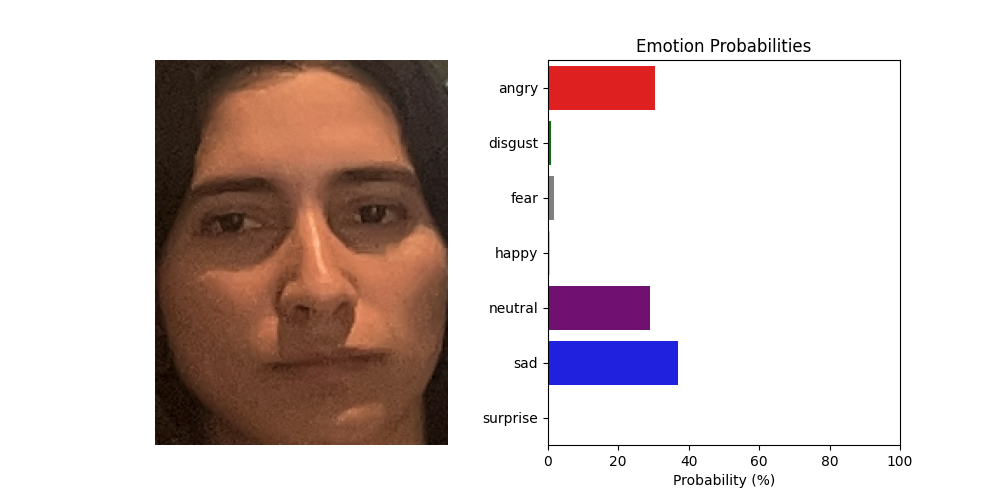 Emotion Probabilities
angry
disgust
fear
happy
neutral
sad
surprise
0 20 40 60 80 100
Probability (%)